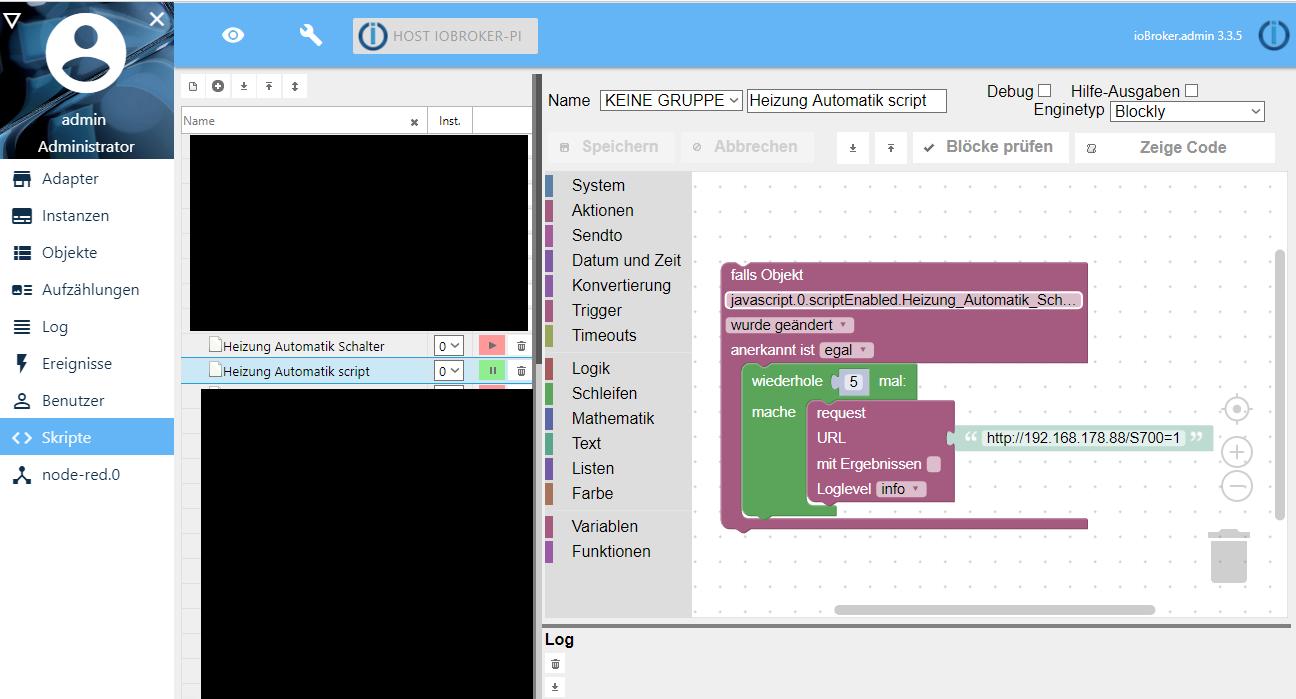 admin
Administrator
Adapter
Instanzen
Objekte
Aufzählungen
Log
Ereignisse
Benutzer
Skripte
node-red.0
HOST IOBROKER-PI
ioBroker.admin 3.3.5
Name
Inst.
Heizung Automatik Schalter
0
Heizung Automatik script
0
Name KEINE GRUPPE Heizung Automatik script
Debug Hilfe-Ausgaben
Enginetyp Blockly
Speichern Abbrechen Blöcke prüfen Zeige Code
System
Aktionen
Sendto
Datum und Zeit
Konvertierung
Trigger
Timeouts
Logik
Schleifen
Mathematik
Text
Listen
Farbe
Variablen
Funktionen
falls Objekt
javascript.0.scriptEnabled.Heizung_Automatik_Sch...
wurde geändert
anerkannt ist egal
wiederhole 5 mal:
mache request
URL “ http://192.168.178.88/S700=1 ”
mit Ergebnissen
Loglevel info
Log